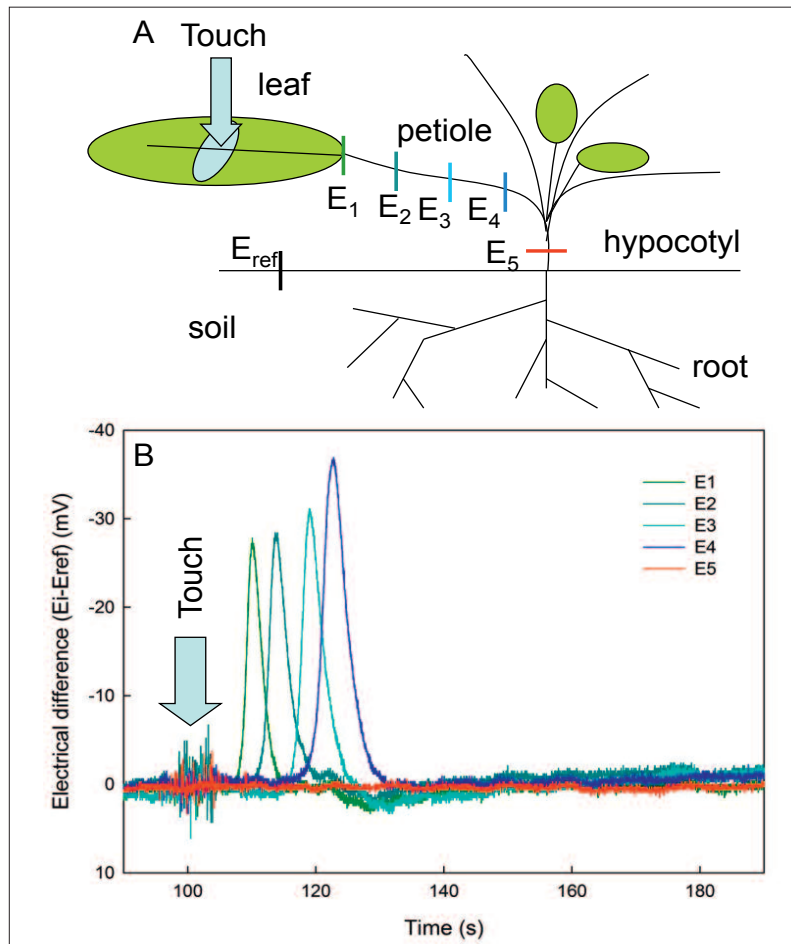 A
Touch
leaf
petiole
E1
E2
E3
E4
Eref
E5
hypocotyl
soil
root
B
Electrical difference (Ei-Eref) (mV)
-40
-30
-20
-10
0
10
Touch
E1
E2
E3
E4
E5
100 120 140 160 180
Time (s)